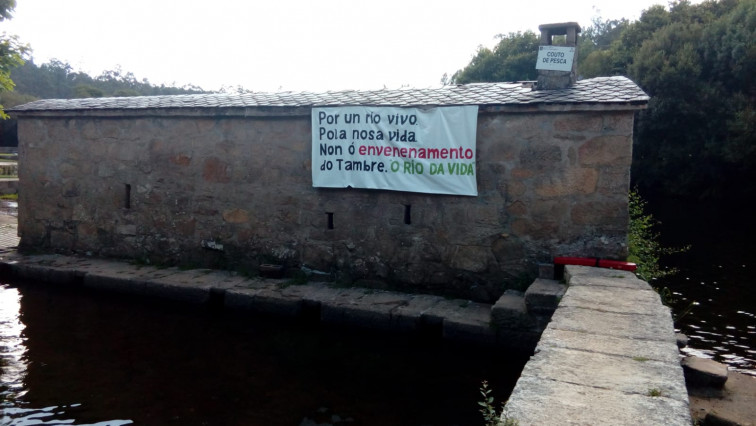 COUTO
DE PESCA
Por un río vivo.
Pola nosa vida.
Non ó envenenamento
do Tambre. O RÍO DA VIDA